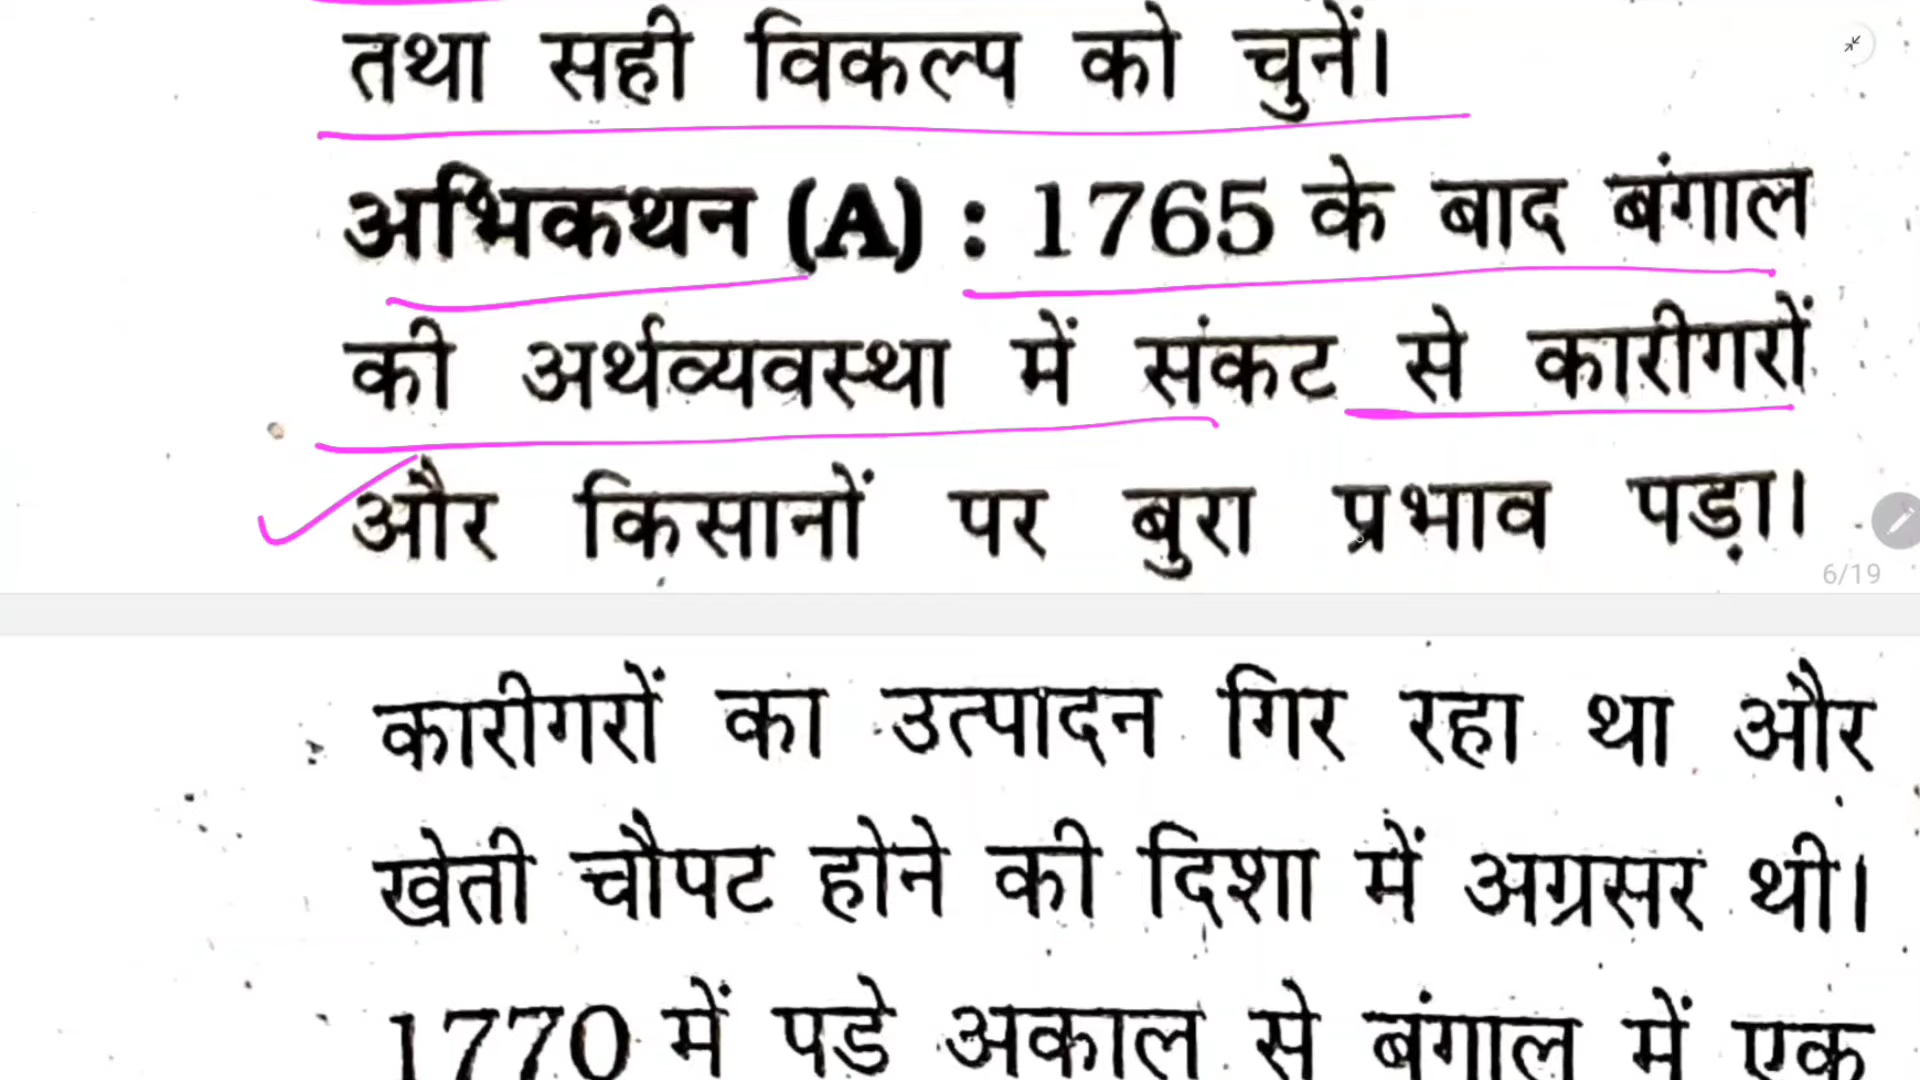 तथा सही विकल्प को चुनें।
अभिकथन (A) : 1765 के बाद बंगाल
की अर्थव्यवस्था में संकट से कारीगरों
और किसानों पर बुरा प्रभाव पड़ा।
6/19
कारीगरों का उत्पादन गिर रहा था और
खेती चौपट होने की दिशा में अग्रसर थी।
1770 में पडे अकाल से बंगाल में एक